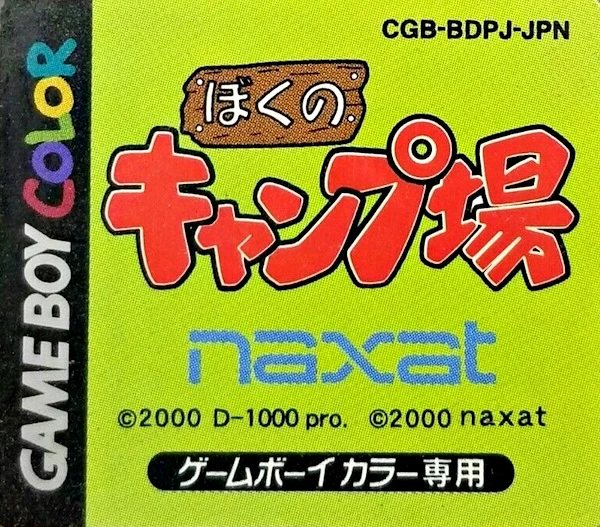 CGB-BDPJ-JPN
ぼくの
キャンプ場
naxat
©2000 D-1000 pro. ©2000 naxat
ゲームボーイカラー専用
GAME BOY COLOR